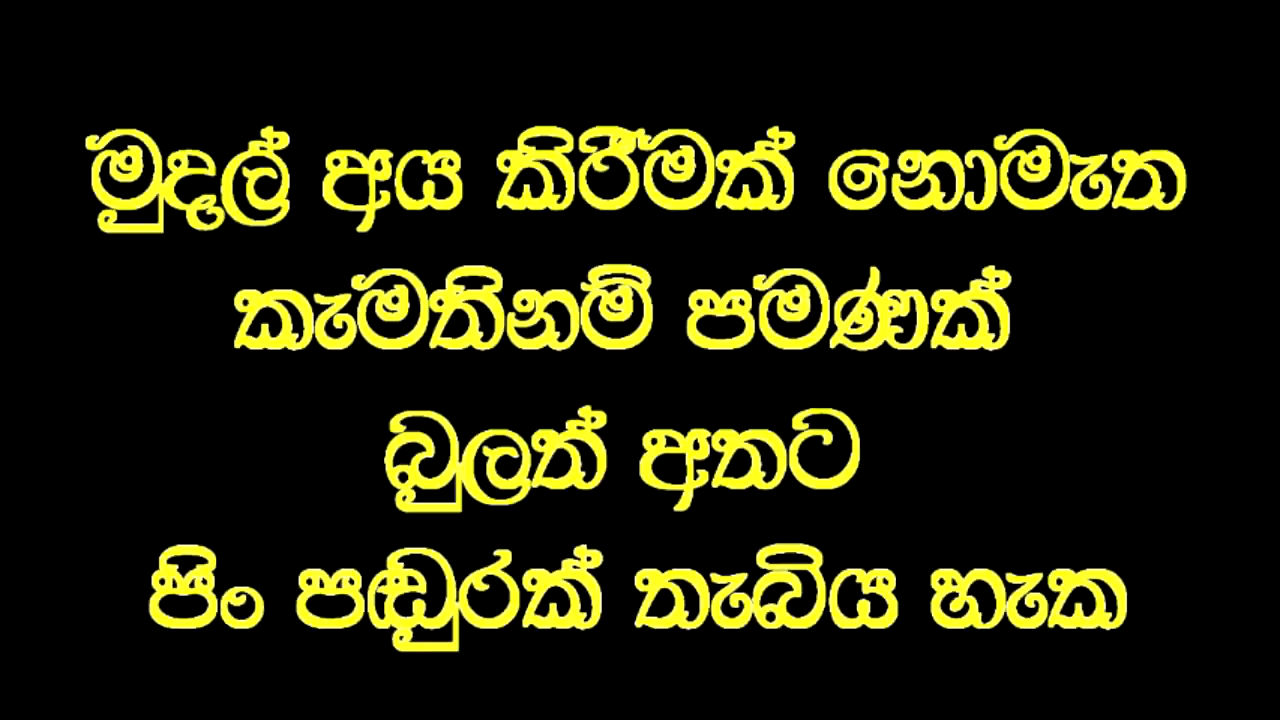 මුදල් අය කිරීමක් නොමැත
කැමතිනම් පමණක්
බුලත් අතට
පිං පඬුරක් තැබිය හැක